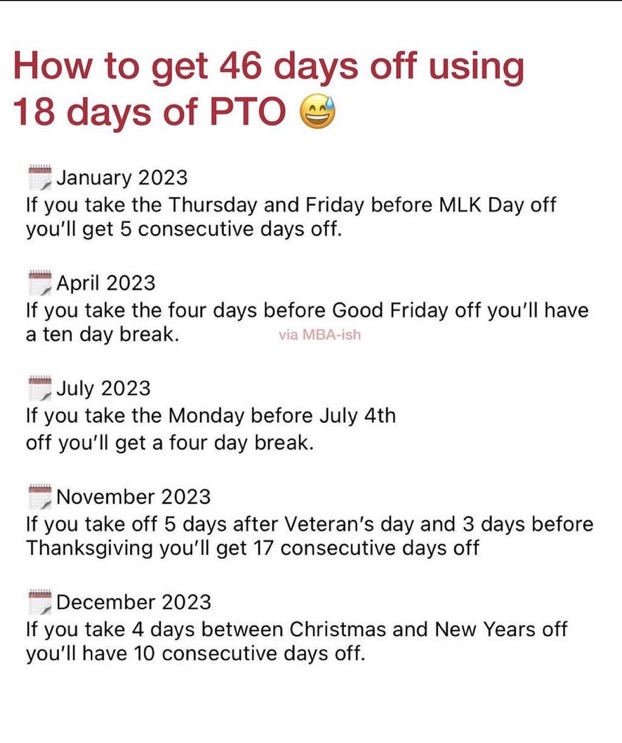 How to get 46 days off using
18 days of PTO 😅
🗓 January 2023
If you take the Thursday and Friday before MLK Day off
you'll get 5 consecutive days off.
🗓 April 2023
If you take the four days before Good Friday off you'll have
a ten day break.
via MBA-ish
🗓 July 2023
If you take the Monday before July 4th
off you'll get a four day break.
🗓 November 2023
If you take off 5 days after Veteran's day and 3 days before
Thanksgiving you'll get 17 consecutive days off
🗓 December 2023
If you take 4 days between Christmas and New Years off
you'll have 10 consecutive days off.